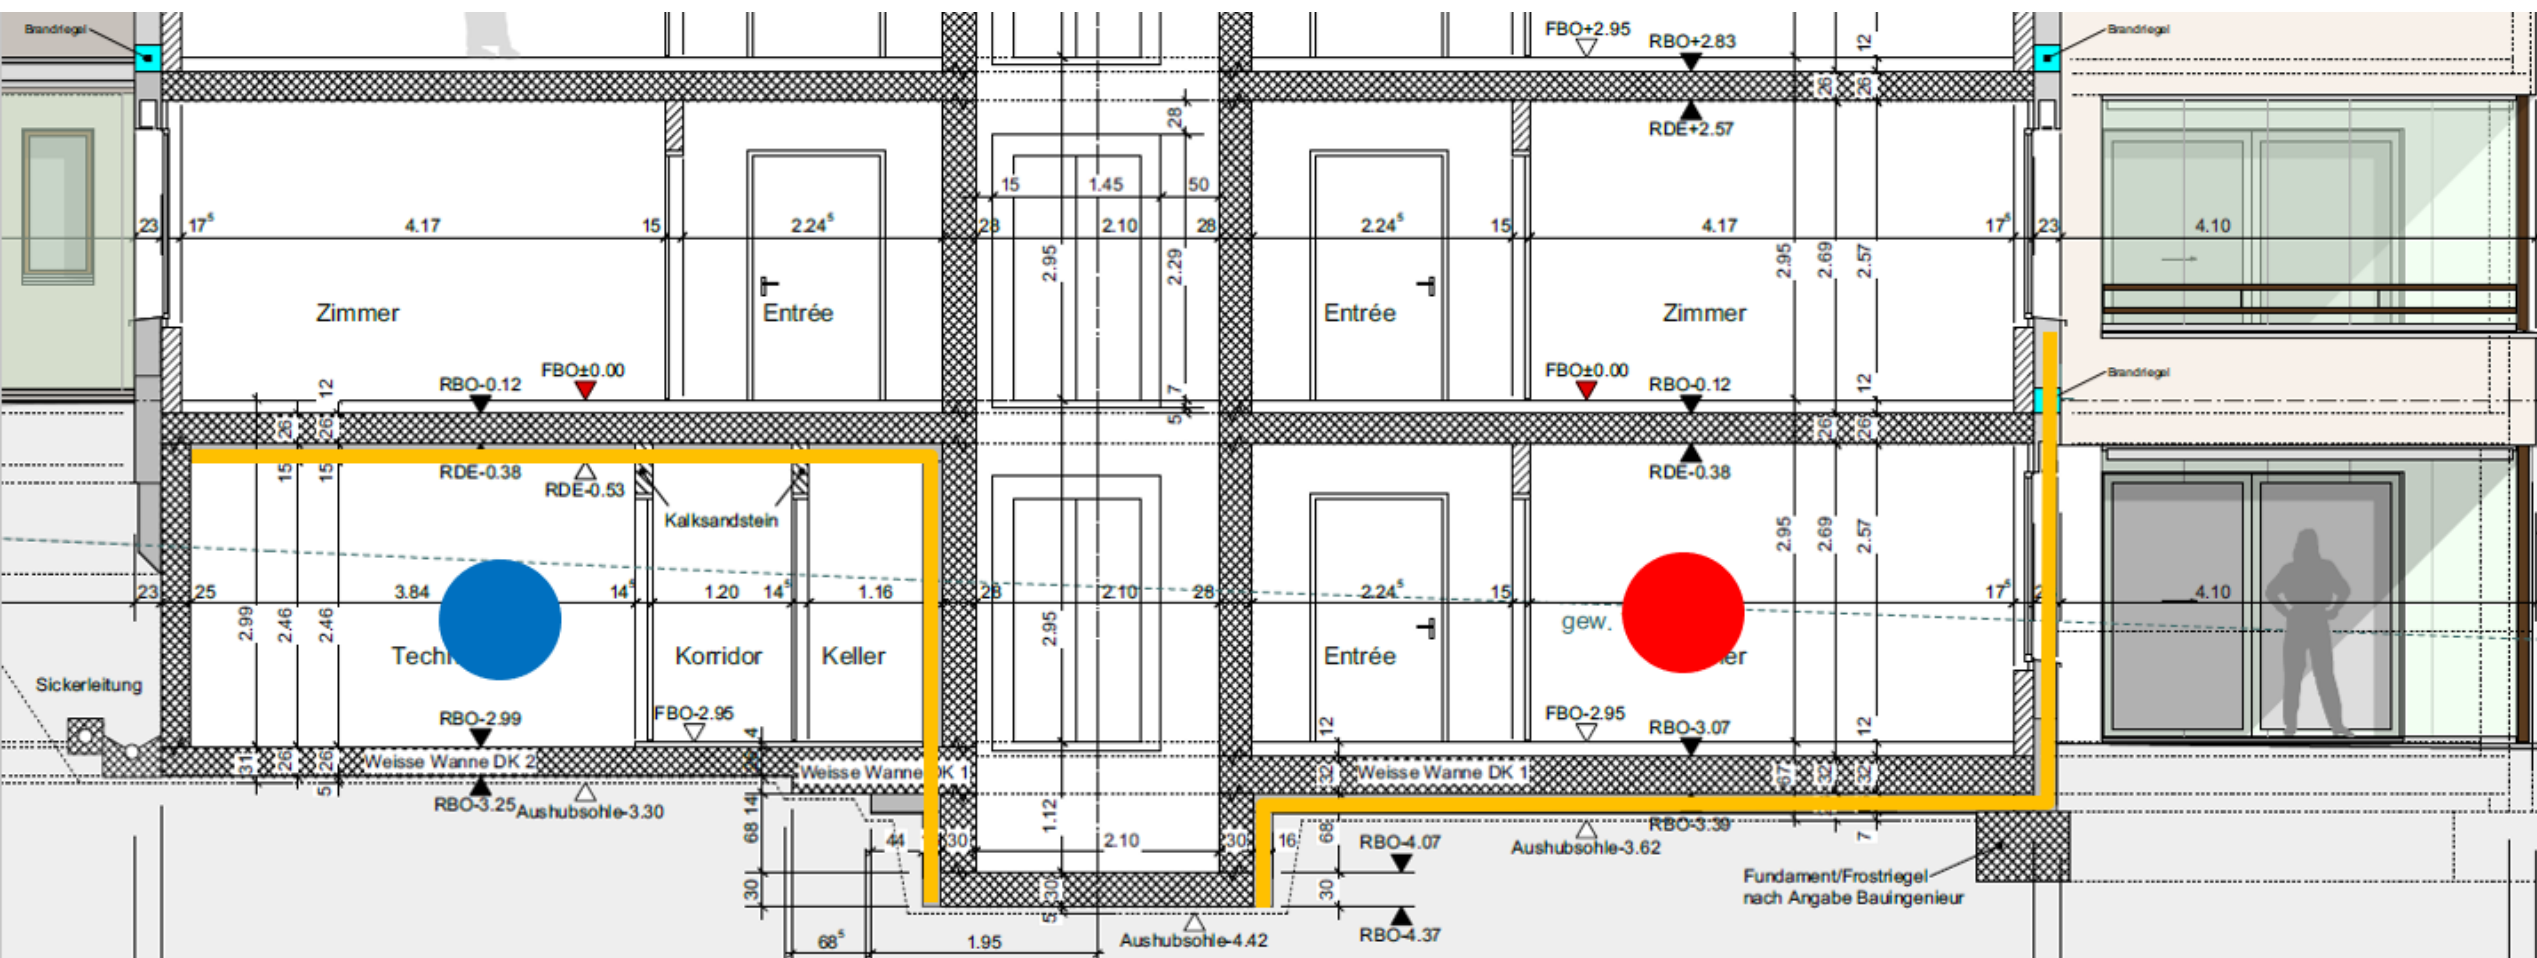 Brandriegel
FBO+2.95
RBO+2.83
12
Brandriegel
26
26
28
RDE+2.57
15
1.45
50
23
17⁵
4.17
15
2.24⁵
28
2.10
28
2.24⁵
15
4.17
17⁵
23
4.10
2.95
2.29
2.95
2.69
2.57
Zimmer
Entrée
Entrée
Zimmer
12
RBO-0.12
FBO±0.00
7
5
FBO±0.00
RBO-0.12
12
Brandriegel
26
26
26
26
15
15
RDE-0.38
RDE-0.53
RDE-0.38
Kalksandstein
2.95
2.69
2.57
23
25
3.84
14⁵
1.20
14⁵
1.16
28
2.10
28
2.24⁵
15
17⁵
4.10
2.99
2.46
2.46
2.95
gew.
Korridor
Keller
Entrée
Sickerleitung
RBO-2.99
FBO-2.95
4
12
FBO-2.95
RBO-3.07
12
31
26
26
5
Weisse Wanne DK 2
Weisse Wanne DK 1
32
Weisse Wanne DK 1
67
32
32
RBO-3.25
Aushubsohle-3.30
14
68
1.12
44
30
2.10
30
16
68
RBO-4.07
RBO-3.39
Aushubsohle-3.62
7
30
30
5
30
Fundament/Frostriegel
nach Angabe Bauingenieur
68⁵
1.95
Aushubsohle-4.42
RBO-4.37